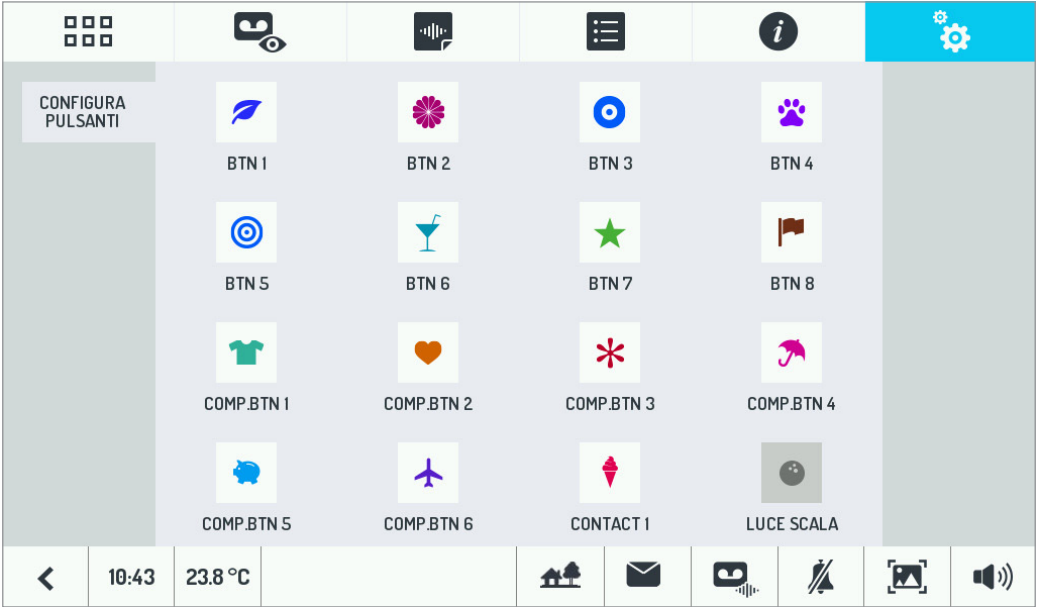 CONFIGURA
PULSANTI
BTN 1
BTN 2
BTN 3
BTN 4
BTN 5
BTN 6
BTN 7
BTN 8
COMP.BTN 1
COMP.BTN 2
COMP.BTN 3
COMP.BTN 4
COMP.BTN 5
COMP.BTN 6
CONTACT 1
LUCE SCALA
10:43
23.8 °C